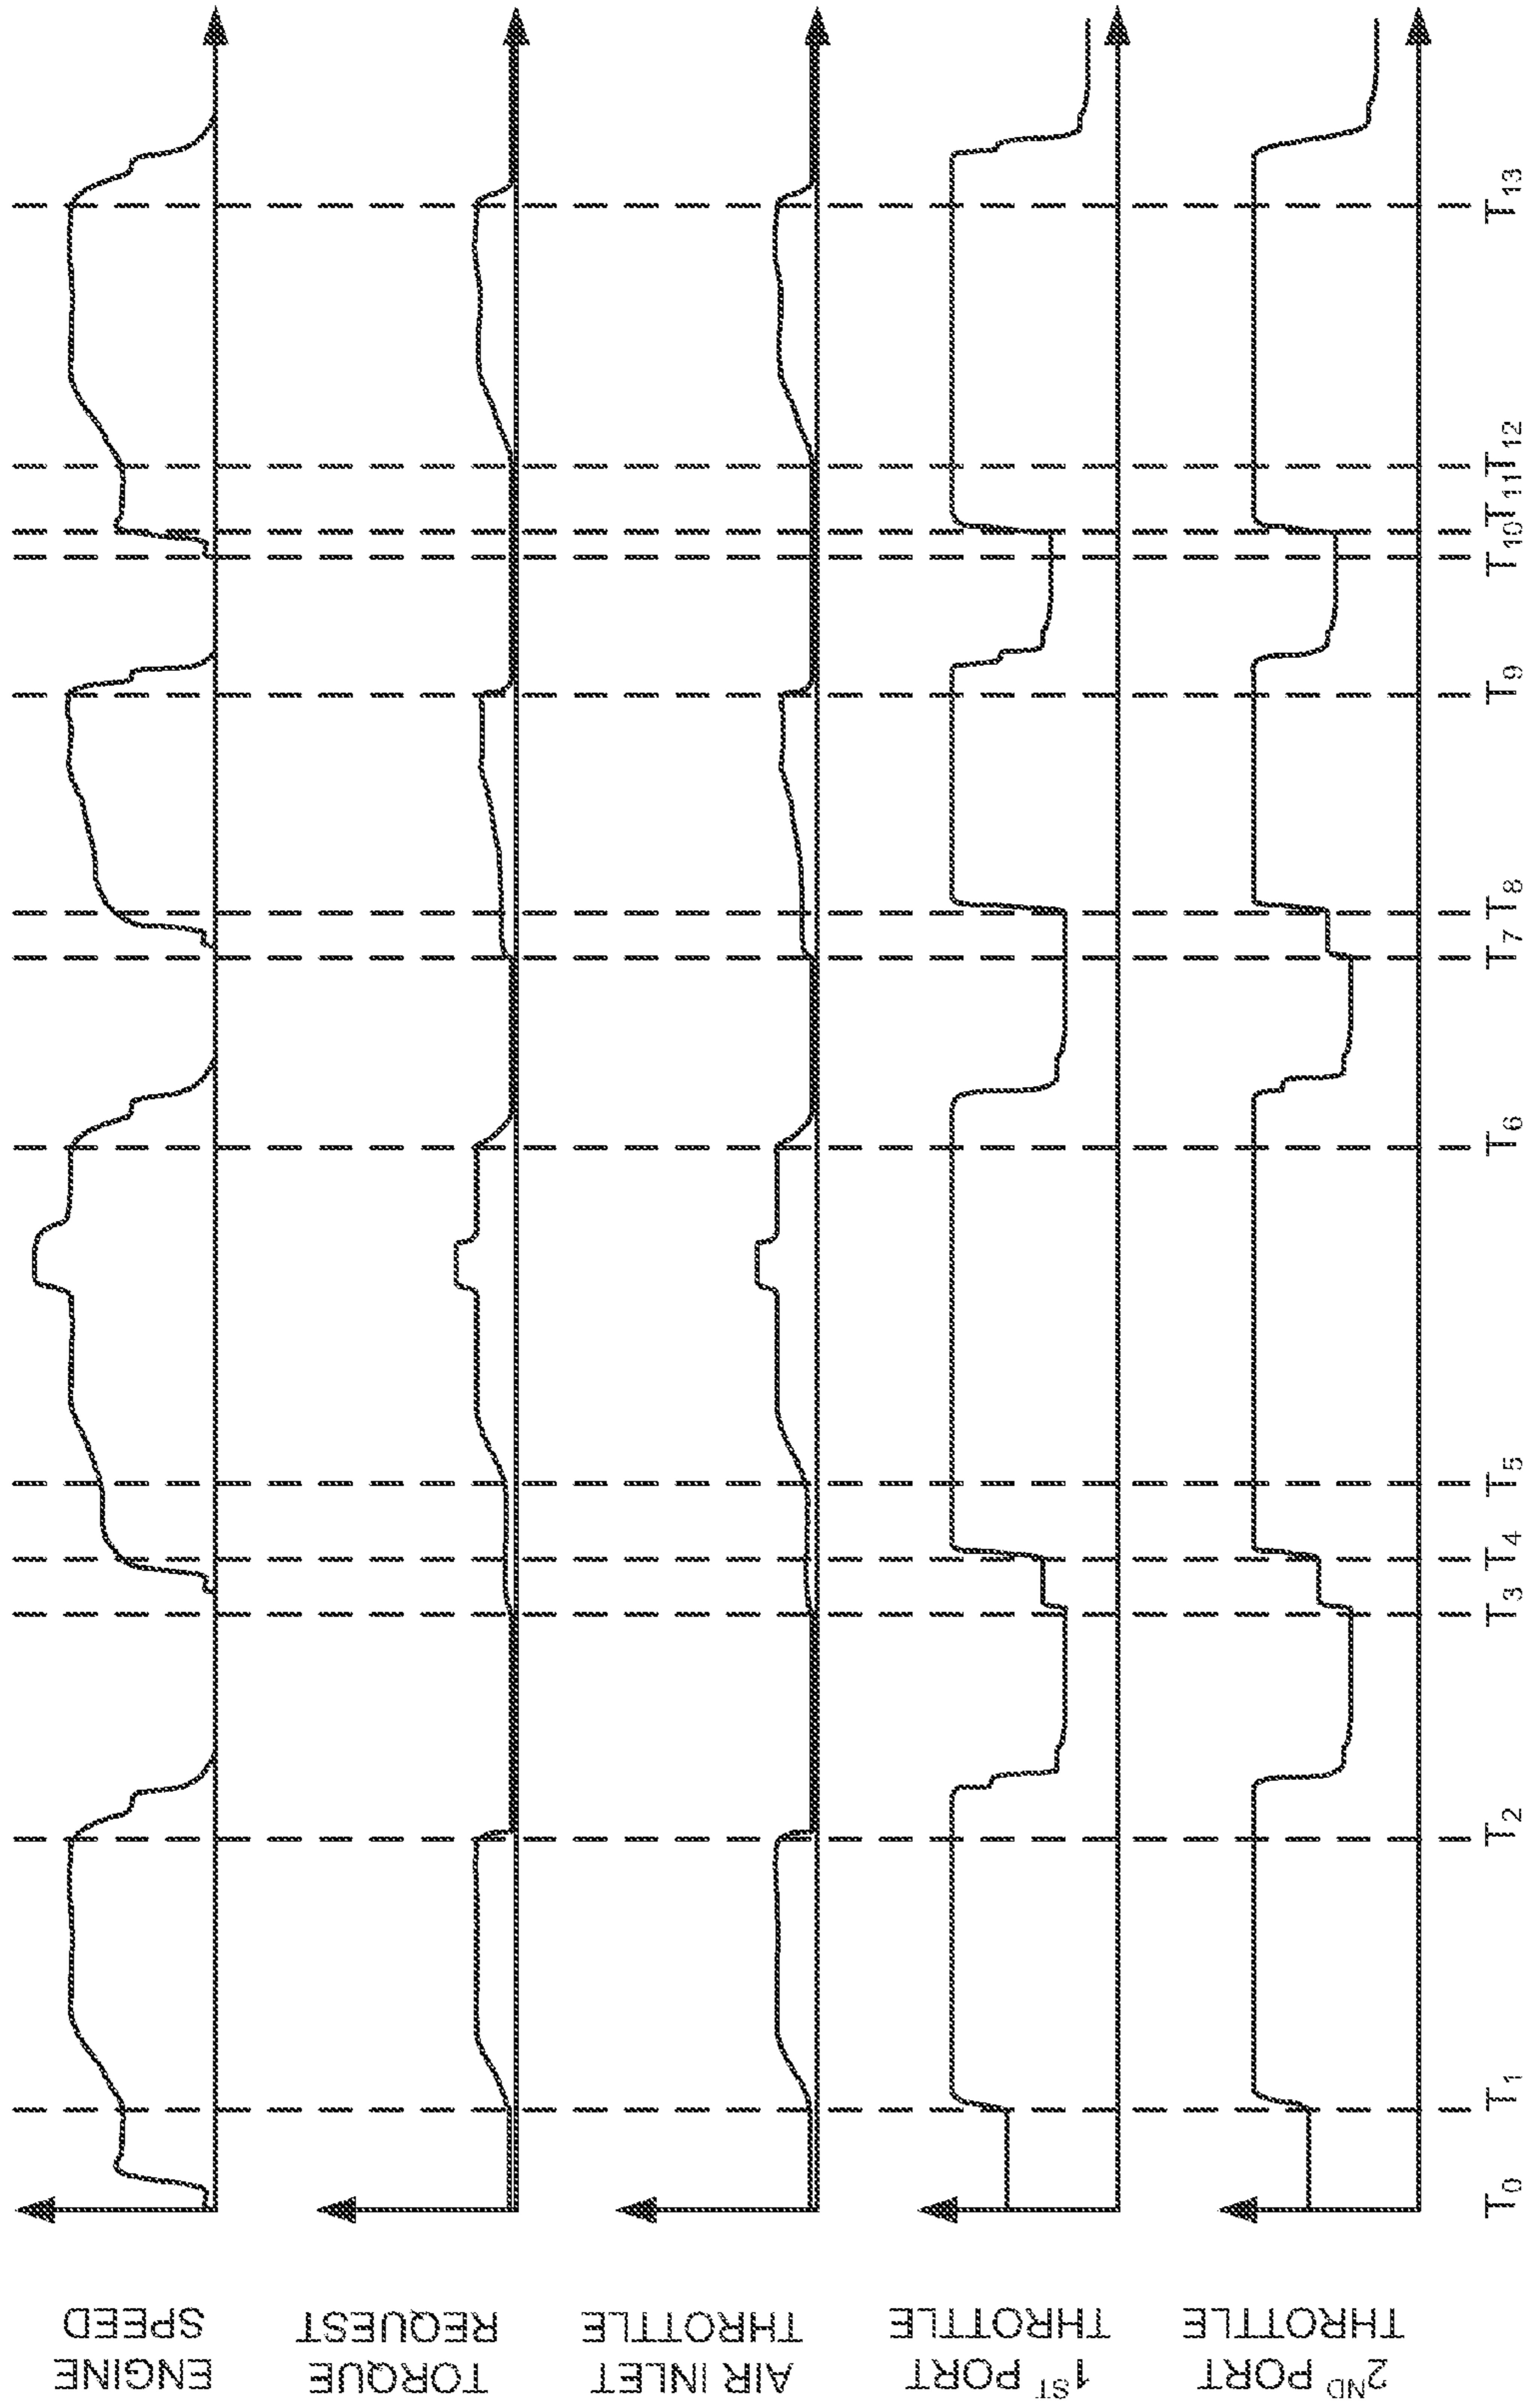 ENGINE
SPEED
TORQUE
REQUEST
AIR INLET
THROTTLE
1ST PORT
THROTTLE
2ND PORT
THROTTLE
T0 T1 T2 T3 T4 T5 T6 T7 T8 T9 T10 T11 T12 T13